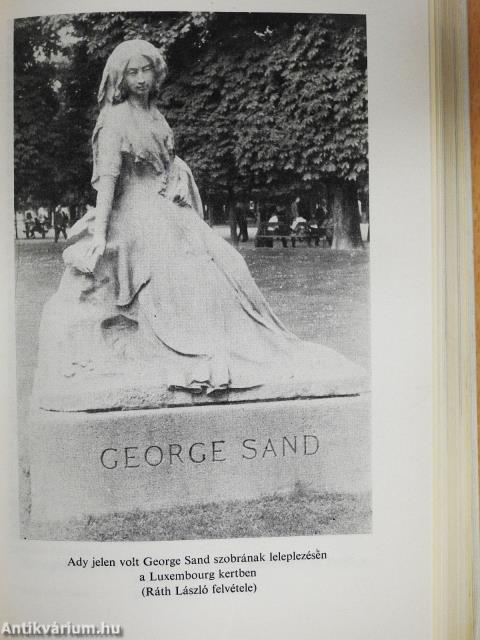 GEORGE SAND
Ady jelen volt George Sand szobrának leleplezésén
a Luxembourg kertben
(Ráth László felvétele)
Antikvárium.hu